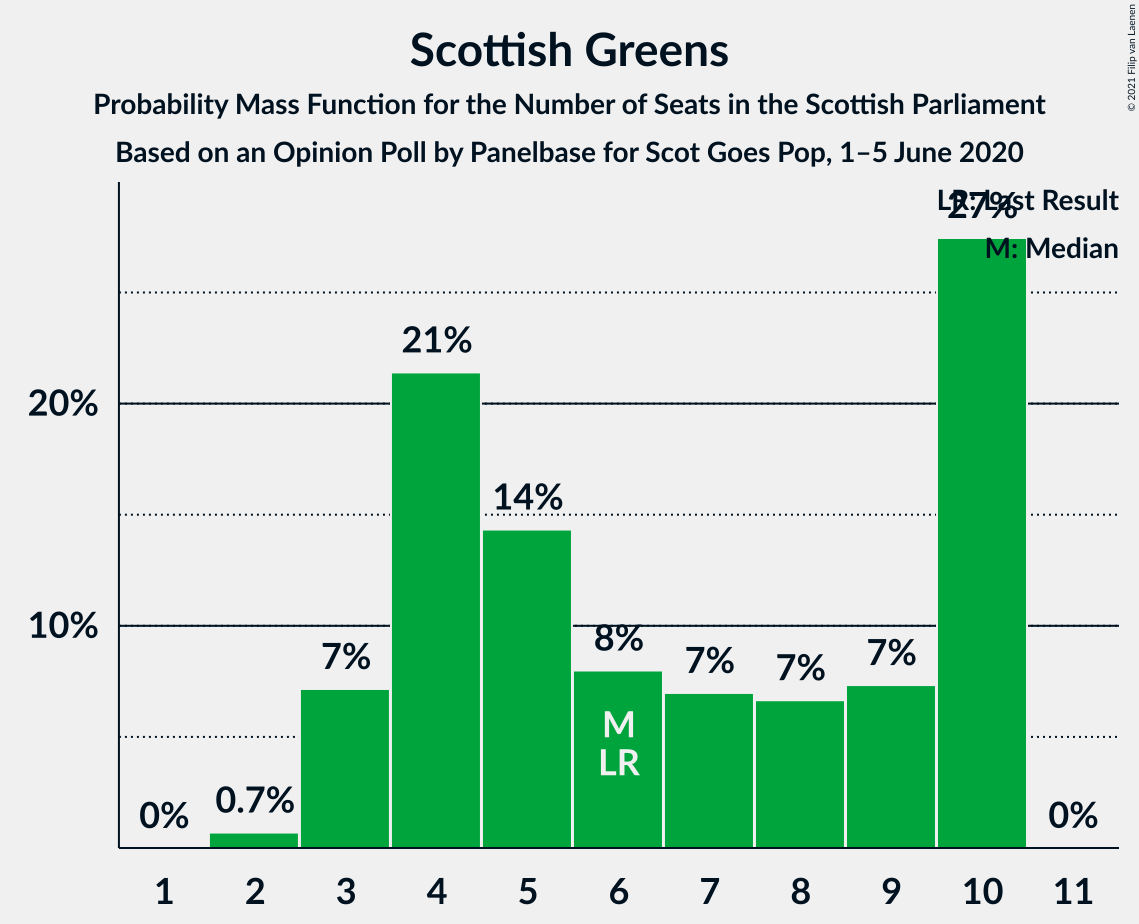 Scottish Greens
Probability Mass Function for the Number of Seats in the Scottish Parliament
Based on an Opinion Poll by Panelbase for Scot Goes Pop, 1–5 June 2020
© 2021 Filip van Laenen
LR: Last Result
M: Median
27%
21%
20%
14%
10%
8%
7%
7%
7%
7%
M
LR
0.7%
0%
0%
1 2 3 4 5 6 7 8 9 10 11